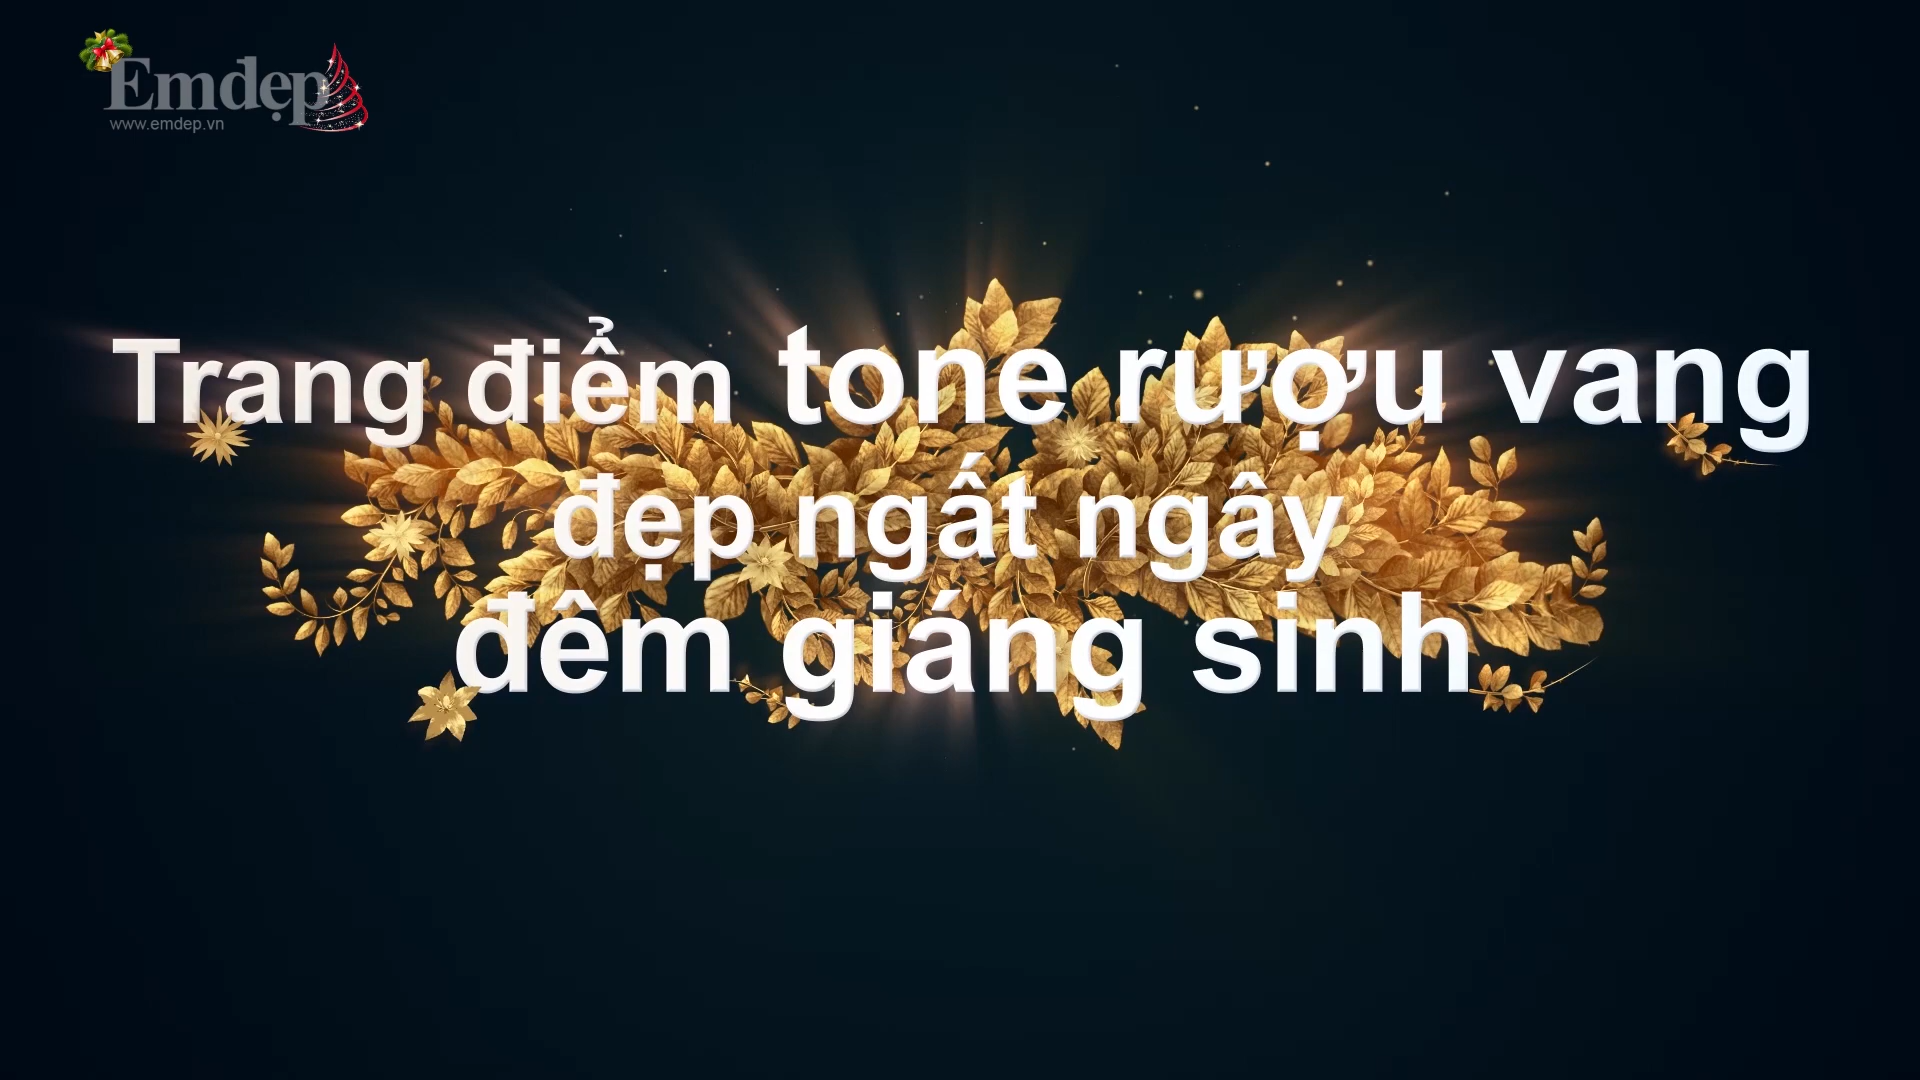 Emdẹp
www.emdep.vn
Trang điểm tone rượu vang
đẹp ngất ngây
đêm giáng sinh